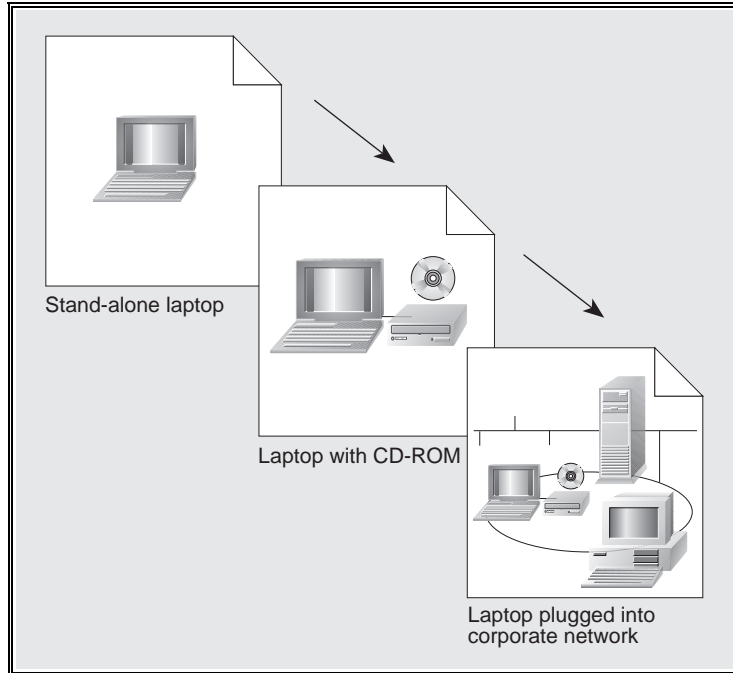 Stand-alone laptop
Laptop with CD-ROM
Laptop plugged into
corporate network